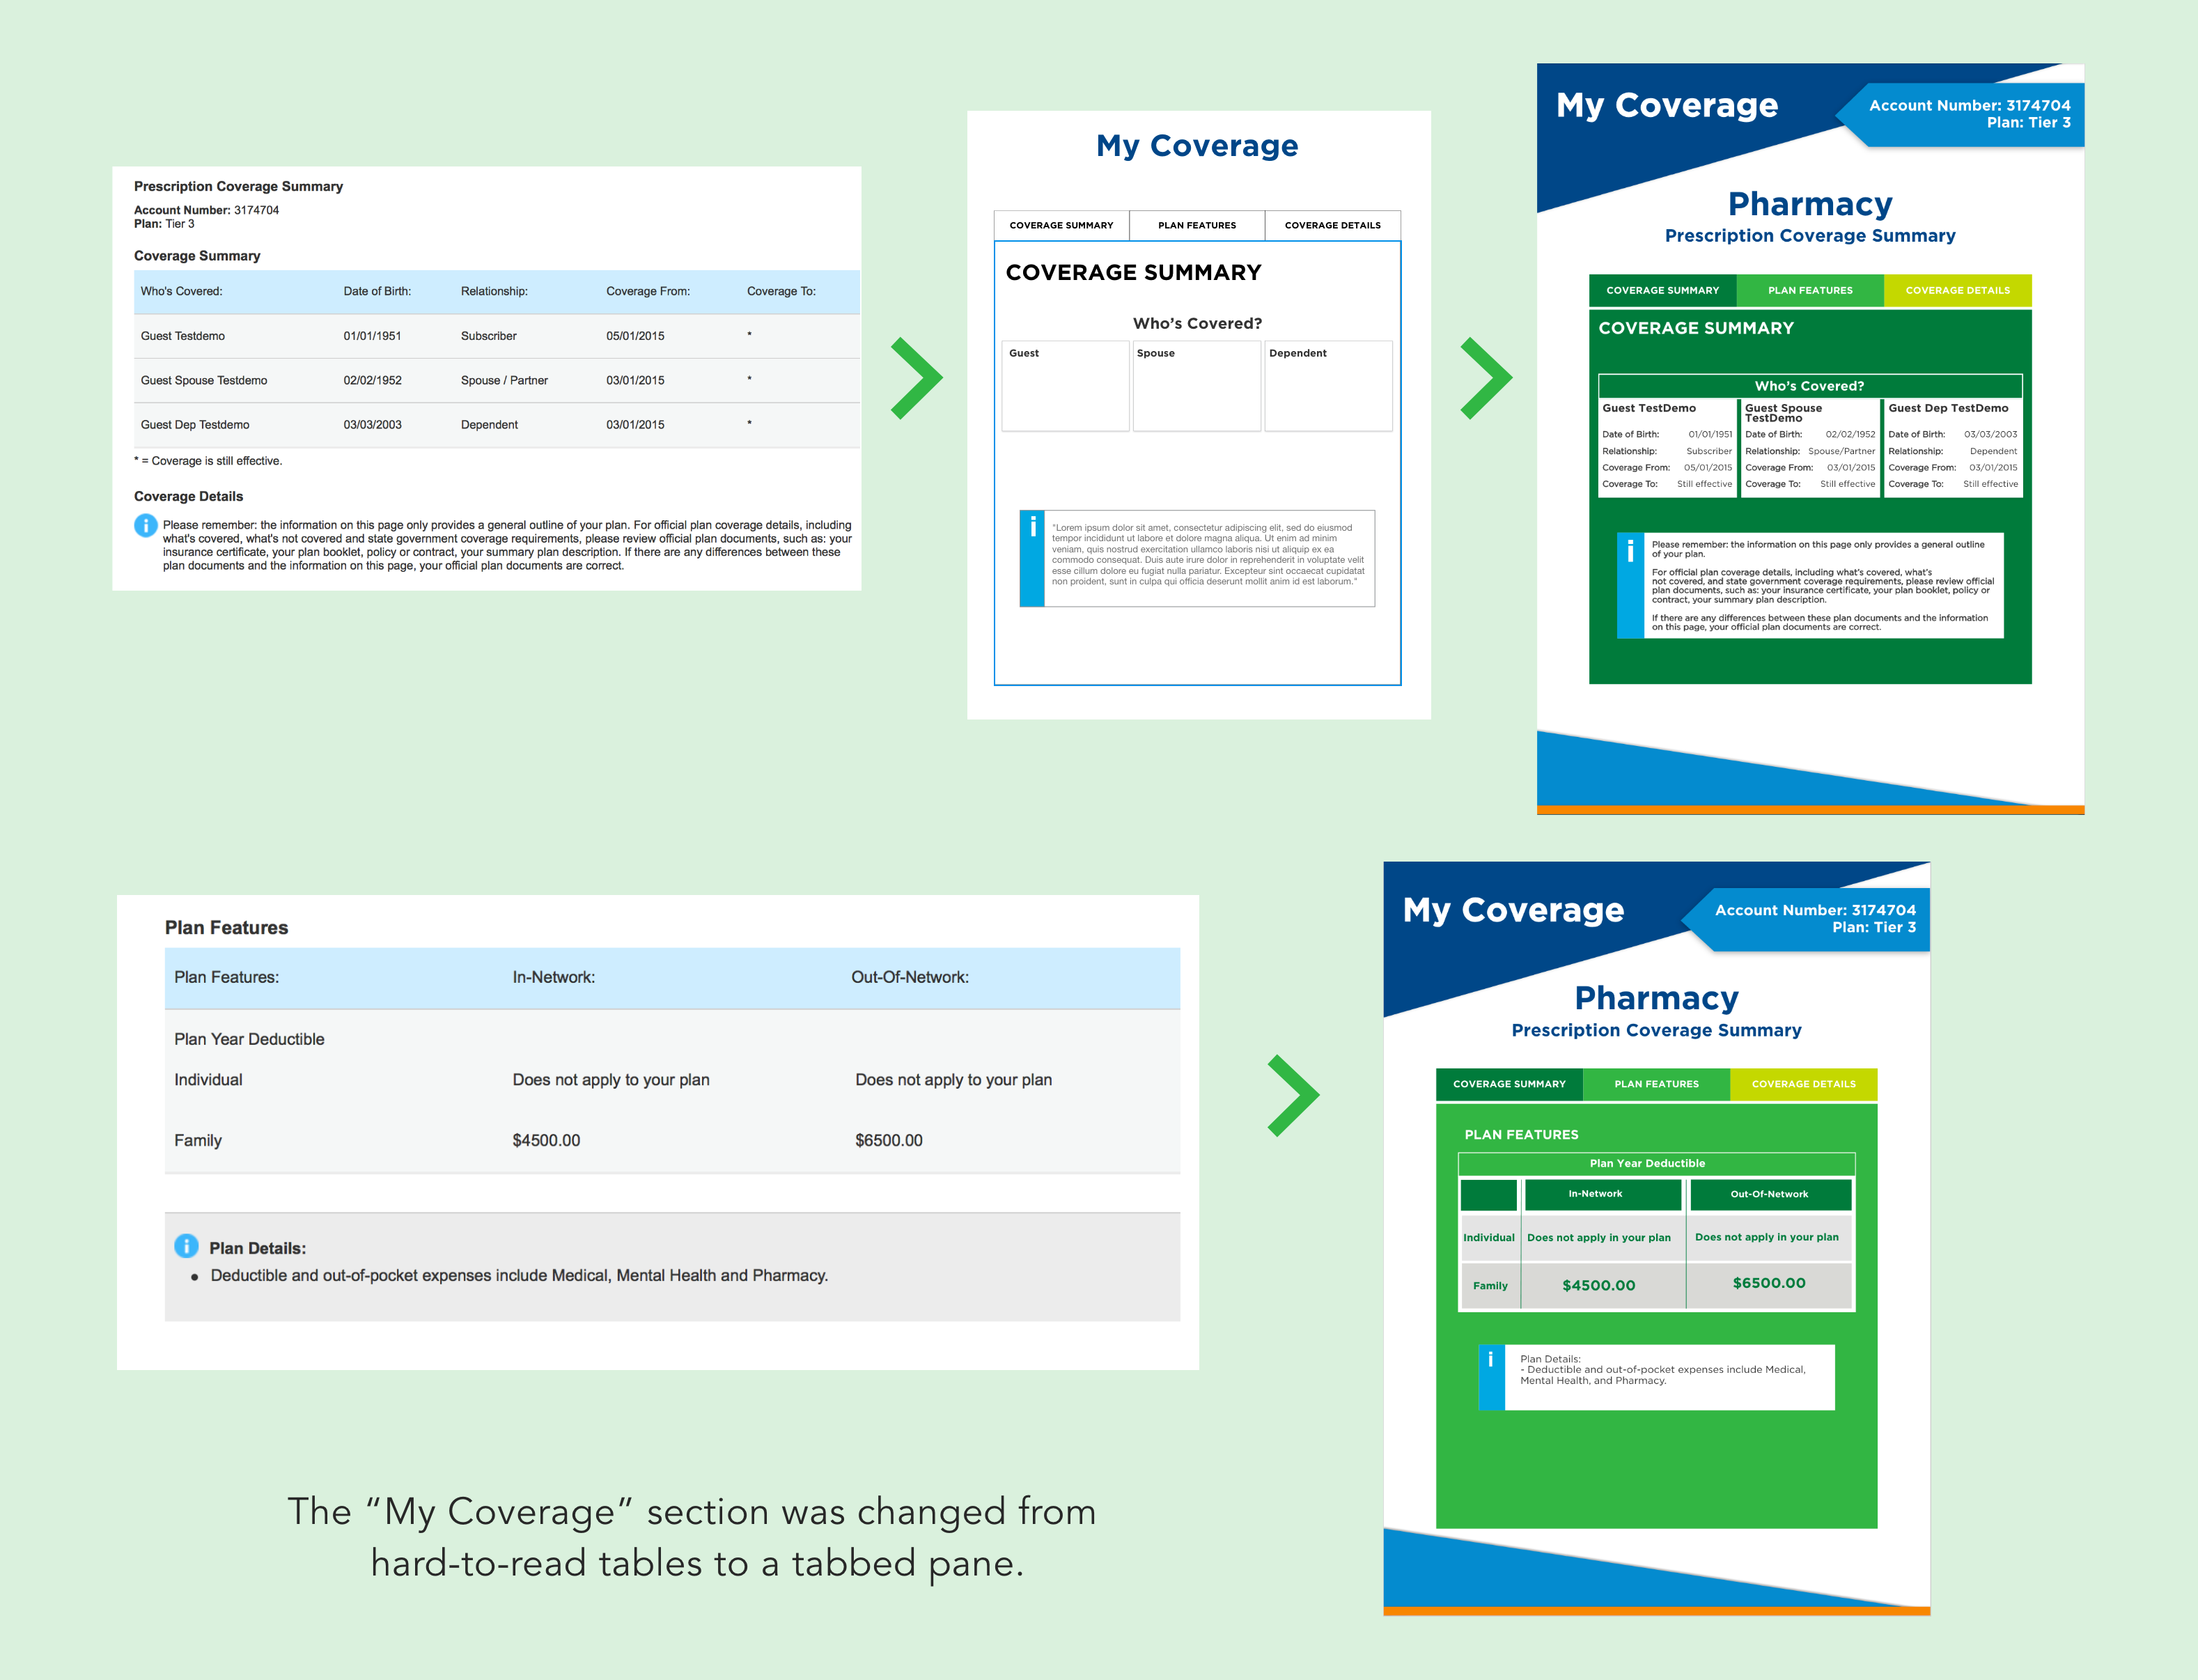 Prescription Coverage Summary
Account Number: 3174704
Plan: Tier 3
Coverage Summary
Who's Covered: Date of Birth: Relationship: Coverage From: Coverage To:
Guest Testdemo 01/01/1951 Subscriber 05/01/2015 *
Guest Spouse Testdemo 02/02/1952 Spouse / Partner 03/01/2015 *
Guest Dep Testdemo 03/03/2003 Dependent 03/01/2015 *
* = Coverage is still effective.
Coverage Details
i Please remember: the information on this page only provides a general outline of your plan. For official plan coverage details, including
what's covered, what's not covered and state government coverage requirements, please review official plan documents, such as: your
insurance certificate, your plan booklet, policy or contract, your summary plan description. If there are any differences between these
plan documents and the information on this page, your official plan documents are correct.
My Coverage
COVERAGE SUMMARY PLAN FEATURES COVERAGE DETAILS
COVERAGE SUMMARY
Who's Covered?
Guest Spouse Dependent
i "Lorem ipsum dolor sit amet, consectetur adipiscing elit, sed do eiusmod
tempor incididunt ut labore et dolore magna aliqua. Ut enim ad minim
veniam, quis nostrud exercitation ullamco laboris nisi ut aliquip ex ea
commodo consequat. Duis aute irure dolor in reprehenderit in voluptate velit
esse cillum dolore eu fugiat nulla pariatur. Excepteur sint occaecat cupidatat
non proident, sunt in culpa qui officia deserunt mollit anim id est laborum."
My Coverage
Account Number: 3174704
Plan: Tier 3
Pharmacy
Prescription Coverage Summary
COVERAGE SUMMARY PLAN FEATURES COVERAGE DETAILS
COVERAGE SUMMARY
Who's Covered?
Guest TestDemo
Date of Birth: 01/01/1951
Relationship: Subscriber
Coverage From: 05/01/2015
Coverage To: Still effective
Guest Spouse
TestDemo
Date of Birth: 02/02/1952
Relationship: Spouse/Partner
Coverage From: 03/01/2015
Coverage To: Still effective
Guest Dep TestDemo
Date of Birth: 03/03/2003
Relationship: Dependent
Coverage From: 03/01/2015
Coverage To: Still effective
i Please remember: the information on this page only provides a general outline
of your plan.
For official plan coverage details, including what's covered, what's
not covered, and state government coverage requirements, please review official
plan documents, such as: your insurance certificate, your plan booklet, policy or
contract, your summary plan description.
If there are any differences between these plan documents and the information
on this page, your official plan documents are correct.
Plan Features
Plan Features: In-Network: Out-Of-Network:
Plan Year Deductible
Individual Does not apply to your plan Does not apply to your plan
Family $4500.00 $6500.00
i Plan Details:
• Deductible and out-of-pocket expenses include Medical, Mental Health and Pharmacy.
My Coverage
Account Number: 3174704
Plan: Tier 3
Pharmacy
Prescription Coverage Summary
COVERAGE SUMMARY PLAN FEATURES COVERAGE DETAILS
PLAN FEATURES
Plan Year Deductible
In-Network Out-Of-Network
Individual Does not apply in your plan Does not apply in your plan
Family $4500.00 $6500.00
i Plan Details:
- Deductible and out-of-pocket expenses include Medical,
Mental Health, and Pharmacy.
The “My Coverage” section was changed from
hard-to-read tables to a tabbed pane.